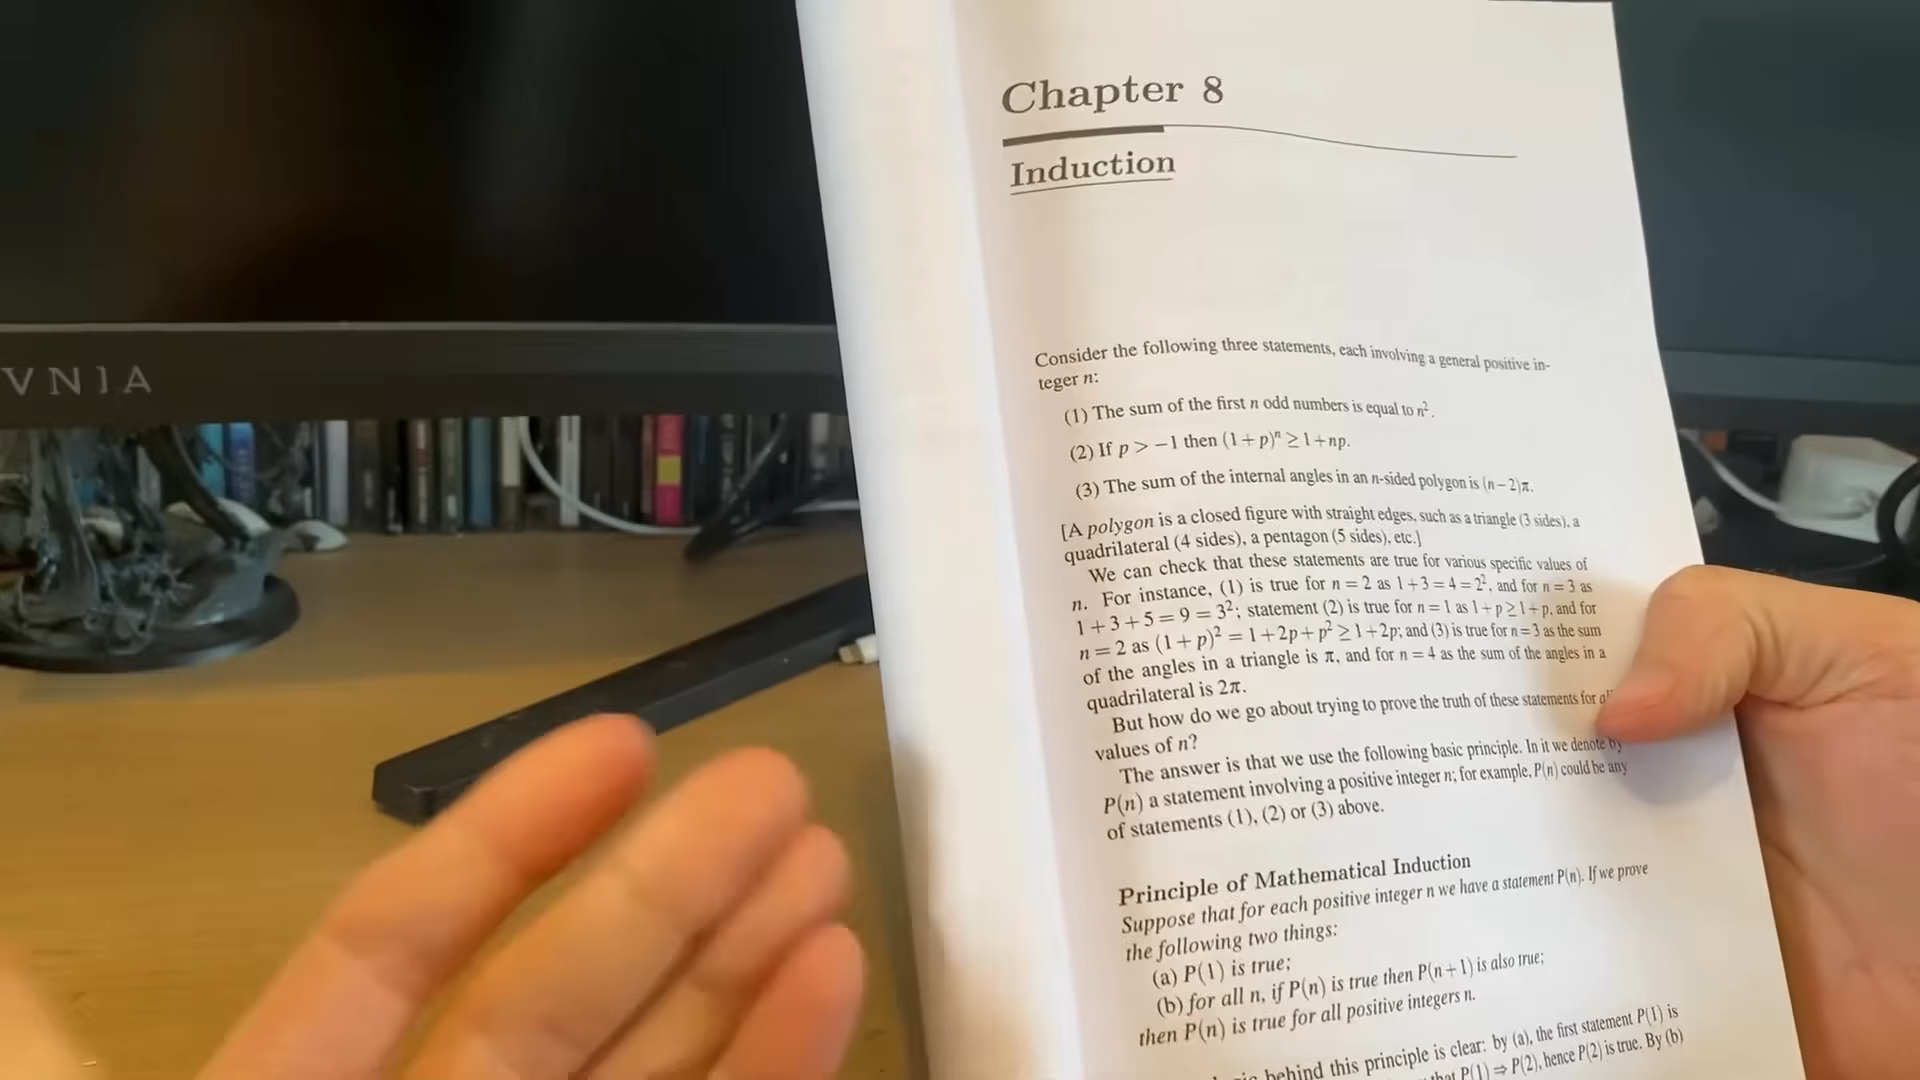 VNIA
Chapter 8
Induction
Consider the following three statements, each involving a general positive in-
teger n:
(1) The sum of the first n odd numbers is equal to n².
(2) If p > −1 then (1+p)ⁿ ≥ 1+np.
(3) The sum of the internal angles in an n-sided polygon is (n−2)π.
[A polygon is a closed figure with straight edges, such as a triangle (3 sides), a
quadrilateral (4 sides), a pentagon (5 sides), etc.]
We can check that these statements are true for various specific values of
n. For instance, (1) is true for n = 2 as 1+3 = 4 = 2², and for n = 3 as
1+3+5 = 9 = 3²; statement (2) is true for n = 1 as 1+p ≥ 1+p, and for
n = 2 as (1+p)² = 1+2p+p² ≥ 1+2p; and (3) is true for n = 3 as the sum
of the angles in a triangle is π, and for n = 4 as the sum of the angles in a
quadrilateral is 2π.
But how do we go about trying to prove the truth of these statements for
values of n?
The answer is that we use the following basic principle. In it we denote by
P(n) a statement involving a positive integer n; for example, P(n) could be any
of statements (1), (2) or (3) above.
Principle of Mathematical Induction
Suppose that for each positive integer n we have a statement P(n). If we prove
the following two things:
(a) P(1) is true;
(b) for all n, if P(n) is true then P(n+1) is also true;
then P(n) is true for all positive integers n.
behind this principle is clear: by (a), the first statement P(1) is
that P(1) ⇒ P(2), hence P(2) is true. By (b)